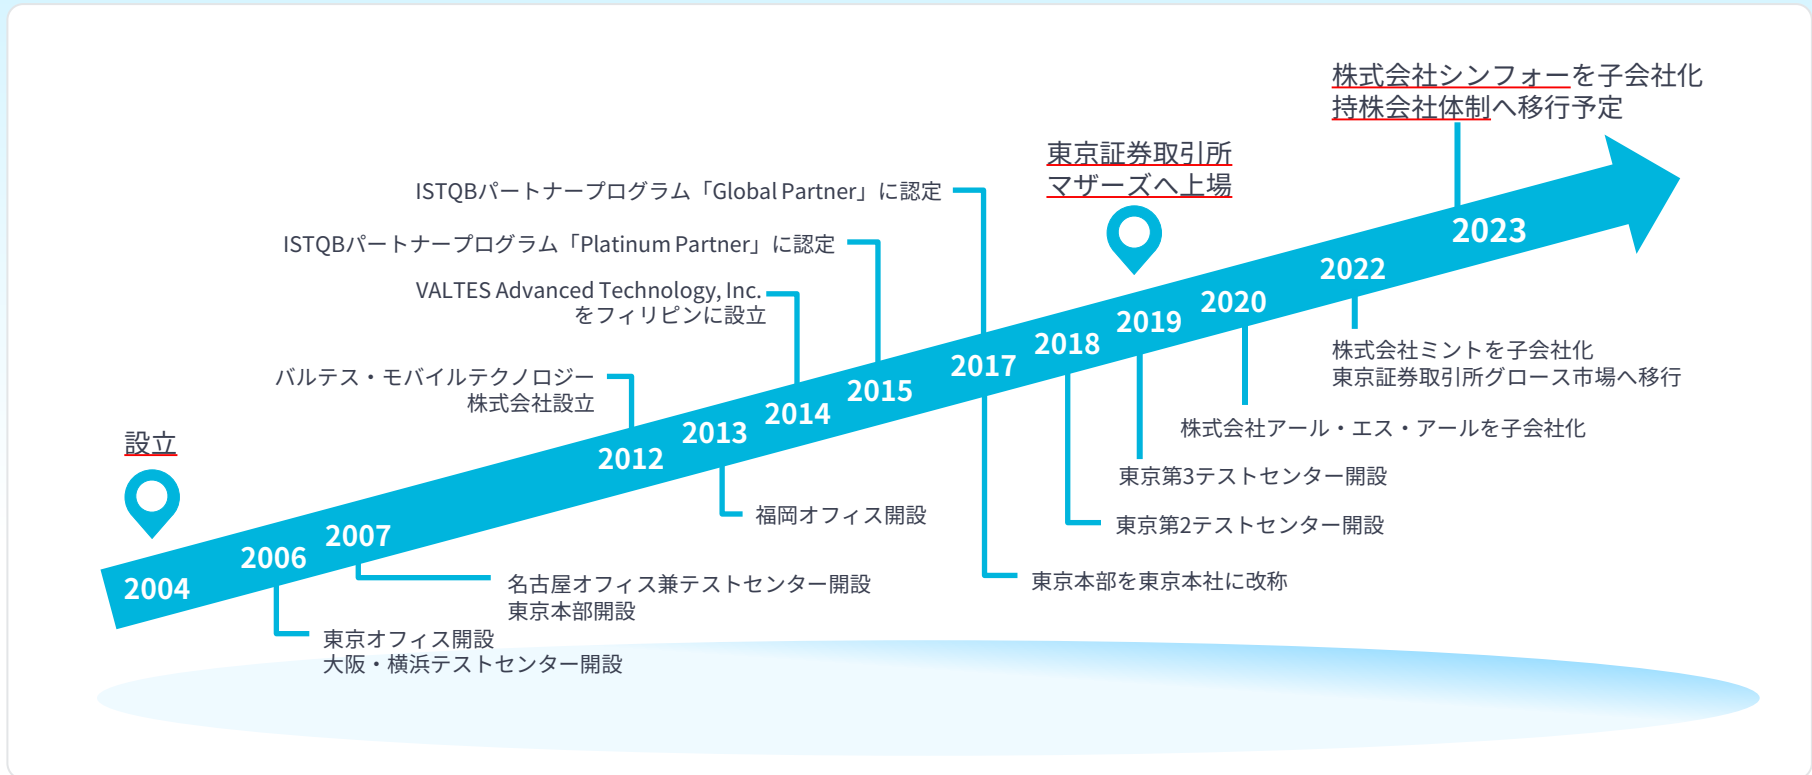 株式会社シンフォーを子会社化
持株会社体制へ移行予定
東京証券取引所
マザーズへ上場
ISTQBパートナープログラム「Global Partner」に認定
ISTQBパートナープログラム「Platinum Partner」に認定
VALTES Advanced Technology, Inc.
をフィリピンに設立
バルテス・モバイルテクノロジー
株式会社設立
設立
2004
2006
2007
2012
2013
2014
2015
2017
2018
2019
2020
2022
2023
東京オフィス開設
大阪・横浜テストセンター開設
名古屋オフィス兼テストセンター開設
東京本部開設
福岡オフィス開設
東京本部を東京本社に改称
東京第2テストセンター開設
東京第3テストセンター開設
株式会社アール・エス・アールを子会社化
株式会社ミントを子会社化
東京証券取引所グロース市場へ移行